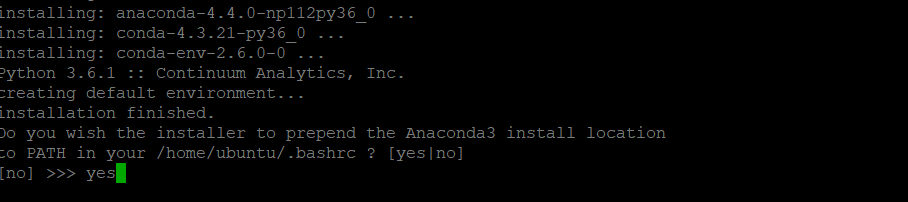 installing: anaconda-4.4.0-np112py36_0 ...
installing: conda-4.3.21-py36_0 ...
installing: conda-env-2.6.0-0 ...
Python 3.6.1 :: Continuum Analytics, Inc.
creating default environment...
installation finished.
Do you wish the installer to prepend the Anaconda3 install location
to PATH in your /home/ubuntu/.bashrc ? [yes|no]
[no] >>> yes